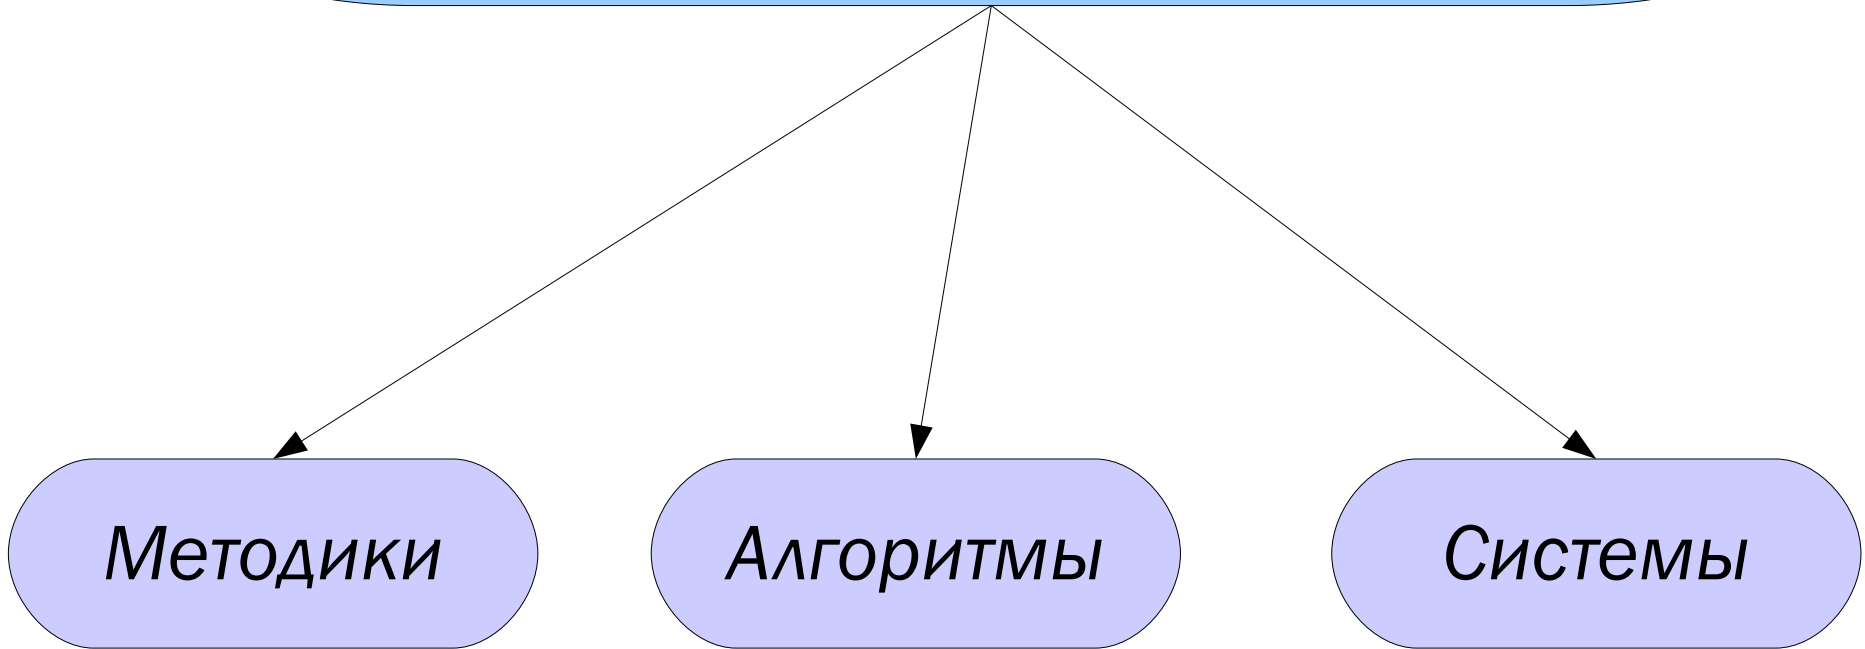 Методики
Алгоритмы
Системы